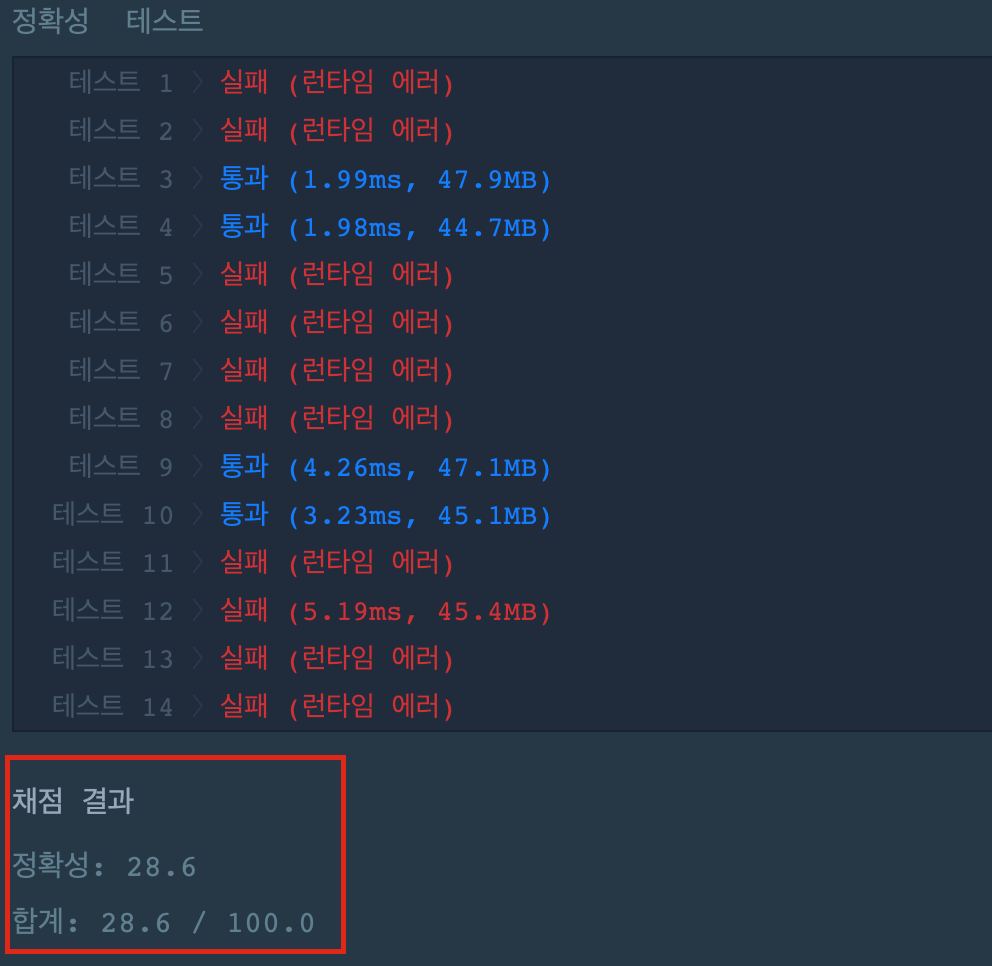 정확성 테스트
테스트 1 〉 실패 (런타임 에러)
테스트 2 〉 실패 (런타임 에러)
테스트 3 〉 통과 (1.99ms, 47.9MB)
테스트 4 〉 통과 (1.98ms, 44.7MB)
테스트 5 〉 실패 (런타임 에러)
테스트 6 〉 실패 (런타임 에러)
테스트 7 〉 실패 (런타임 에러)
테스트 8 〉 실패 (런타임 에러)
테스트 9 〉 통과 (4.26ms, 47.1MB)
테스트 10 〉 통과 (3.23ms, 45.1MB)
테스트 11 〉 실패 (런타임 에러)
테스트 12 〉 실패 (5.19ms, 45.4MB)
테스트 13 〉 실패 (런타임 에러)
테스트 14 〉 실패 (런타임 에러)
채점 결과
정확성: 28.6
합계: 28.6 / 100.0